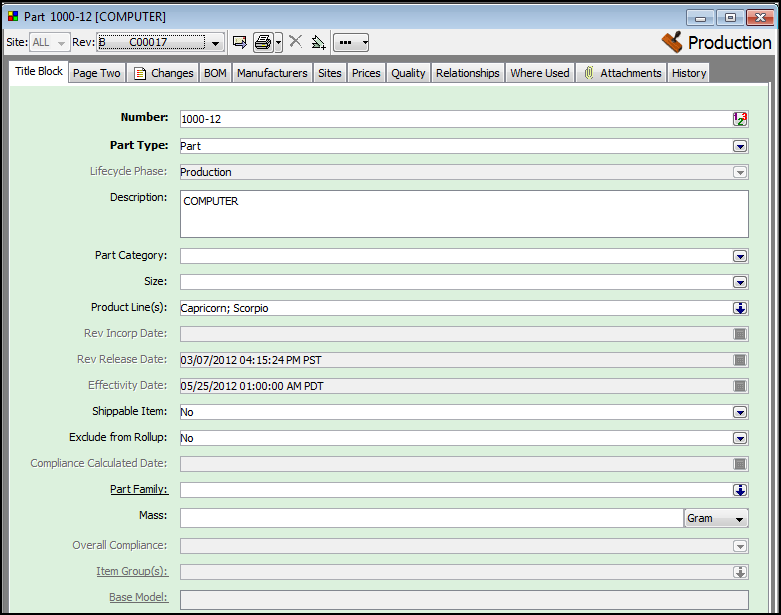 Part 1000-12 [COMPUTER]
Site: ALL Rev: B C00017 Production
Title Block Page Two Changes BOM Manufacturers Sites Prices Quality Relationships Where Used Attachments History
Number: 1000-12
Part Type: Part
Lifecycle Phase: Production
Description: COMPUTER
Part Category:
Size:
Product Line(s): Capricorn; Scorpio
Rev Incorp Date:
Rev Release Date: 03/07/2012 04:15:24 PM PST
Effectivity Date: 05/25/2012 01:00:00 AM PDT
Shippable Item: No
Exclude from Rollup: No
Compliance Calculated Date:
Part Family:
Mass: Gram
Overall Compliance:
Item Group(s):
Base Model: